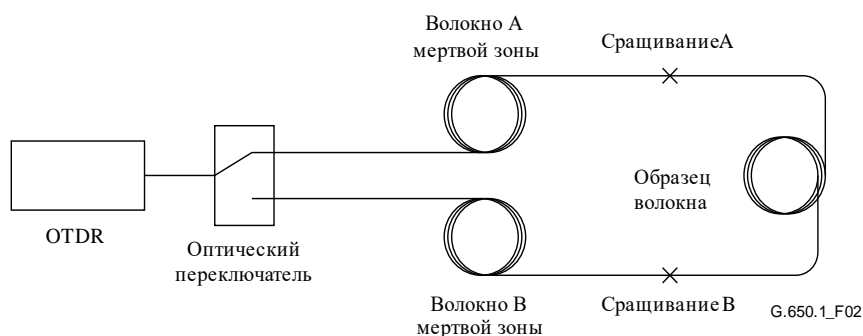 Волокно А
мертвой зоны
СращиваниеА
OTDR
Оптический
переключатель
Образец
волокна
Волокно В
мертвой зоны
Сращивание В
G.650.1_F02